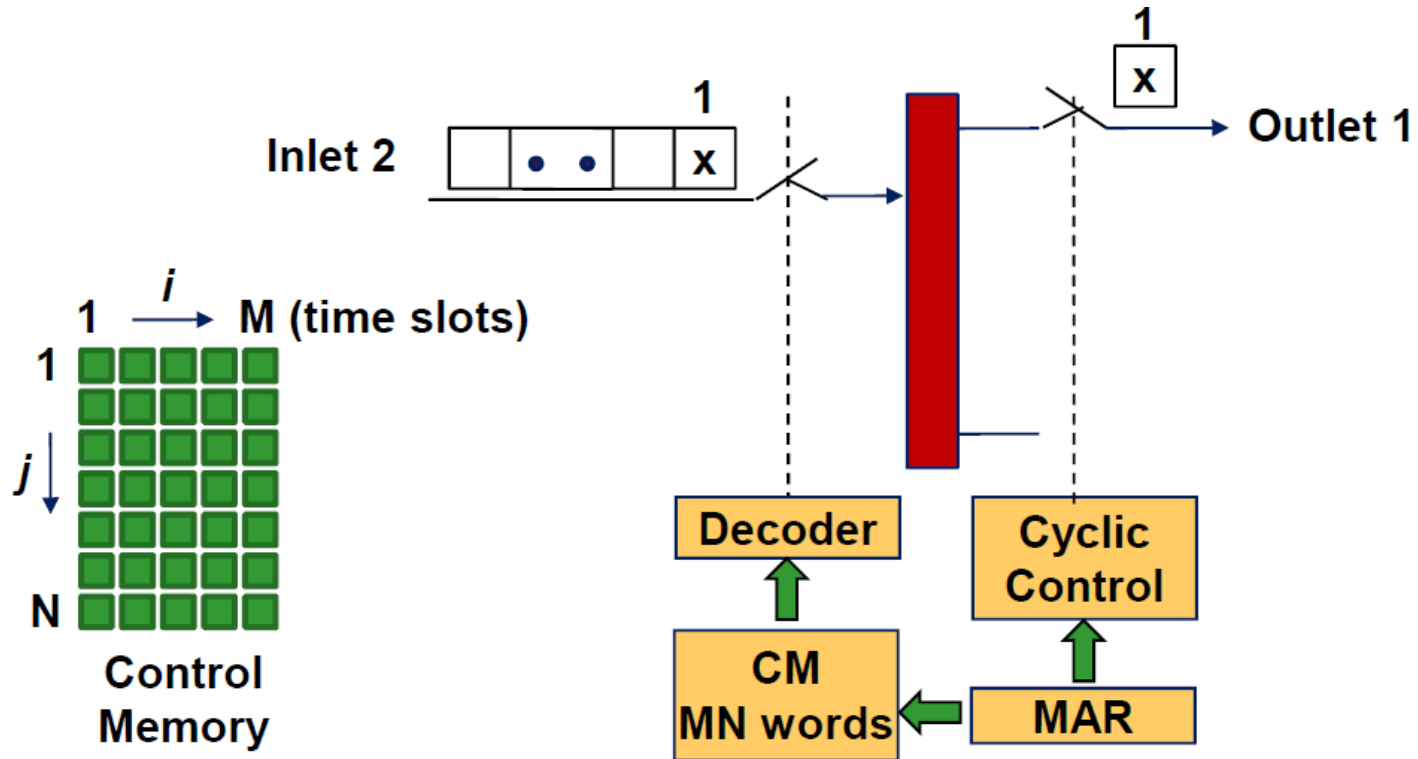 1
x
Outlet 1
1
Inlet 2
x
i
1
M (time slots)
1
j
N
Control
Memory
Decoder
Cyclic
Control
CM
MN words
MAR